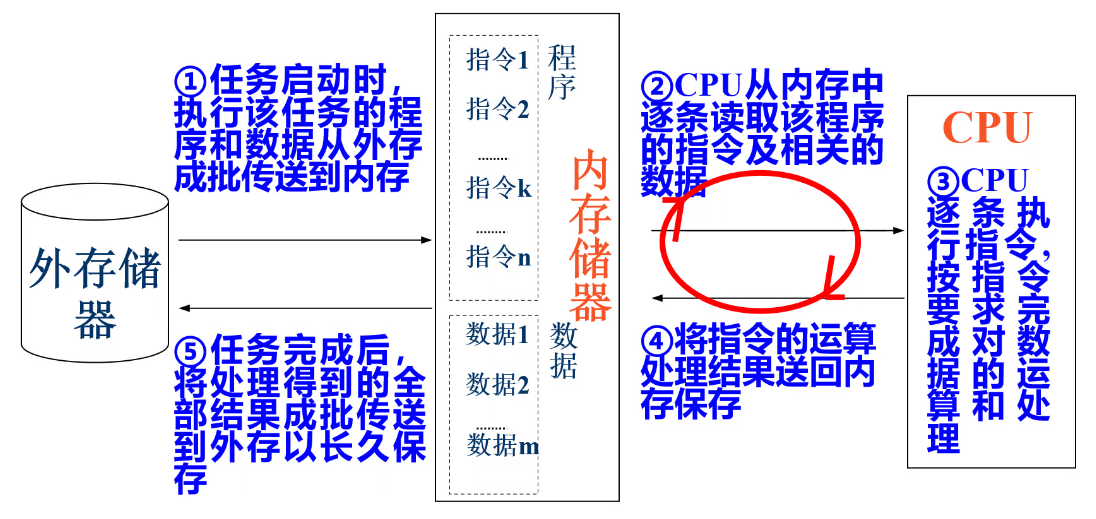 ①任务启动时，
执行该任务的程
序和数据从外存
成批传送到内存
外存储
器
⑤任务完成后，
将处理得到的全
部结果成批传送
到外存以长久保
存
指令1
指令2
........
指令k
........
指令n
程
序
内
存
储
器
数据1
数据2
........
数据m
数
据
②CPU从内存中
逐条读取该程序
的指令及相关的
数据
④将指令的运算
处理结果送回内
存保存
CPU
③CPU
逐条执
行指令,
按指令
要求完
成对数
据的运
算和处
理